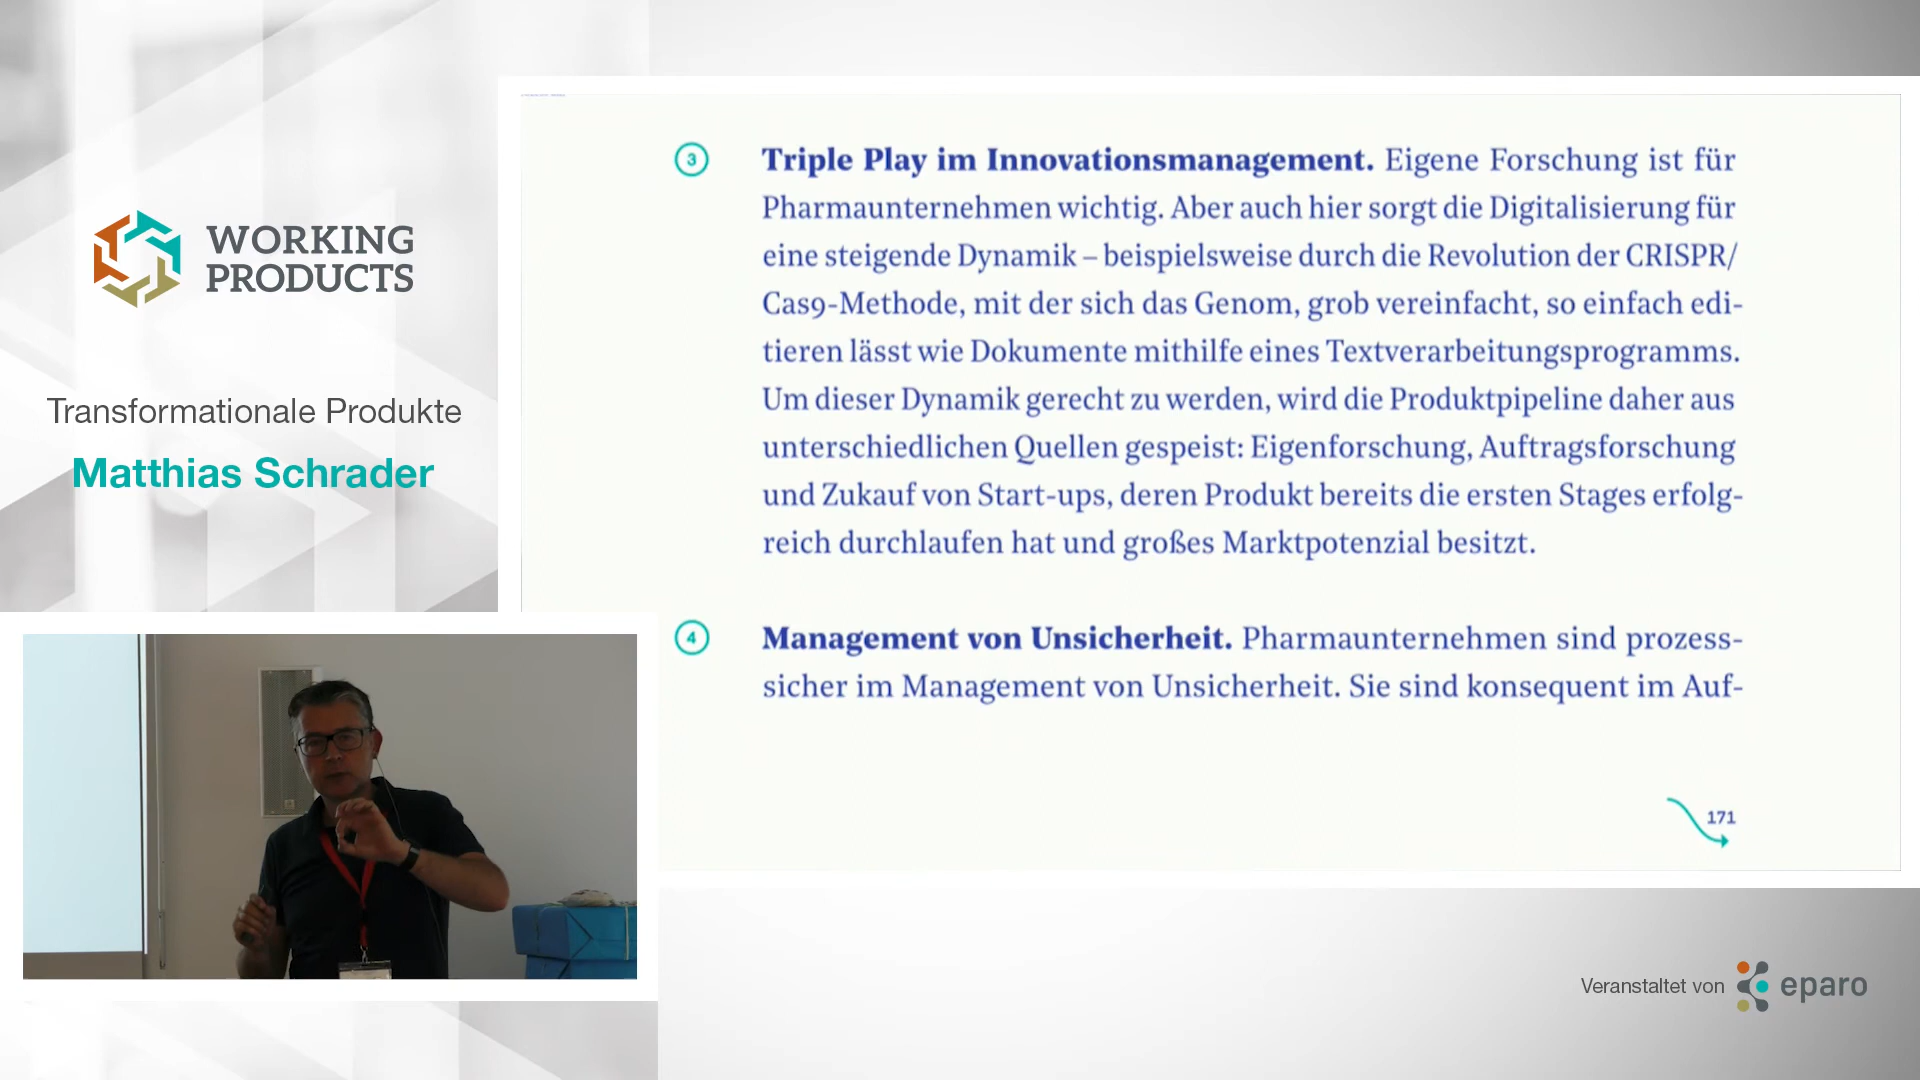 WORKING
PRODUCTS
Transformationale Produkte
Matthias Schrader
3
Triple Play im Innovationsmanagement. Eigene Forschung ist für
Pharmaunternehmen wichtig. Aber auch hier sorgt die Digitalisierung für
eine steigende Dynamik – beispielsweise durch die Revolution der CRISPR/
Cas9-Methode, mit der sich das Genom, grob vereinfacht, so einfach edi-
tieren lässt wie Dokumente mithilfe eines Textverarbeitungsprogramms.
Um dieser Dynamik gerecht zu werden, wird die Produktpipeline daher aus
unterschiedlichen Quellen gespeist: Eigenforschung, Auftragsforschung
und Zukauf von Start-ups, deren Produkt bereits die ersten Stages erfolg-
reich durchlaufen hat und großes Marktpotenzial besitzt.
4
Management von Unsicherheit. Pharmaunternehmen sind prozess-
sicher im Management von Unsicherheit. Sie sind konsequent im Auf-
171
Veranstaltet von eparo